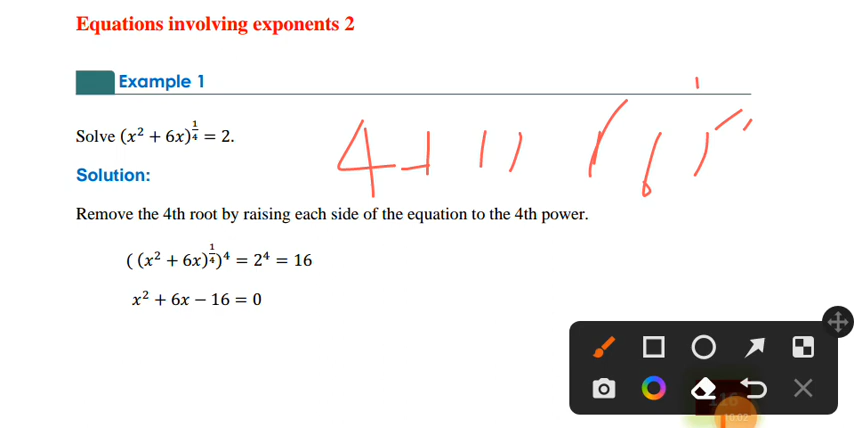 Equations involving exponents 2
Example 1
Solve (x² + 6x)^(1/4) = 2.
Solution:
Remove the 4th root by raising each side of the equation to the 4th power.
( (x² + 6x)^(1/4))⁴ = 2⁴ = 16
x² + 6x − 16 = 0
10:02